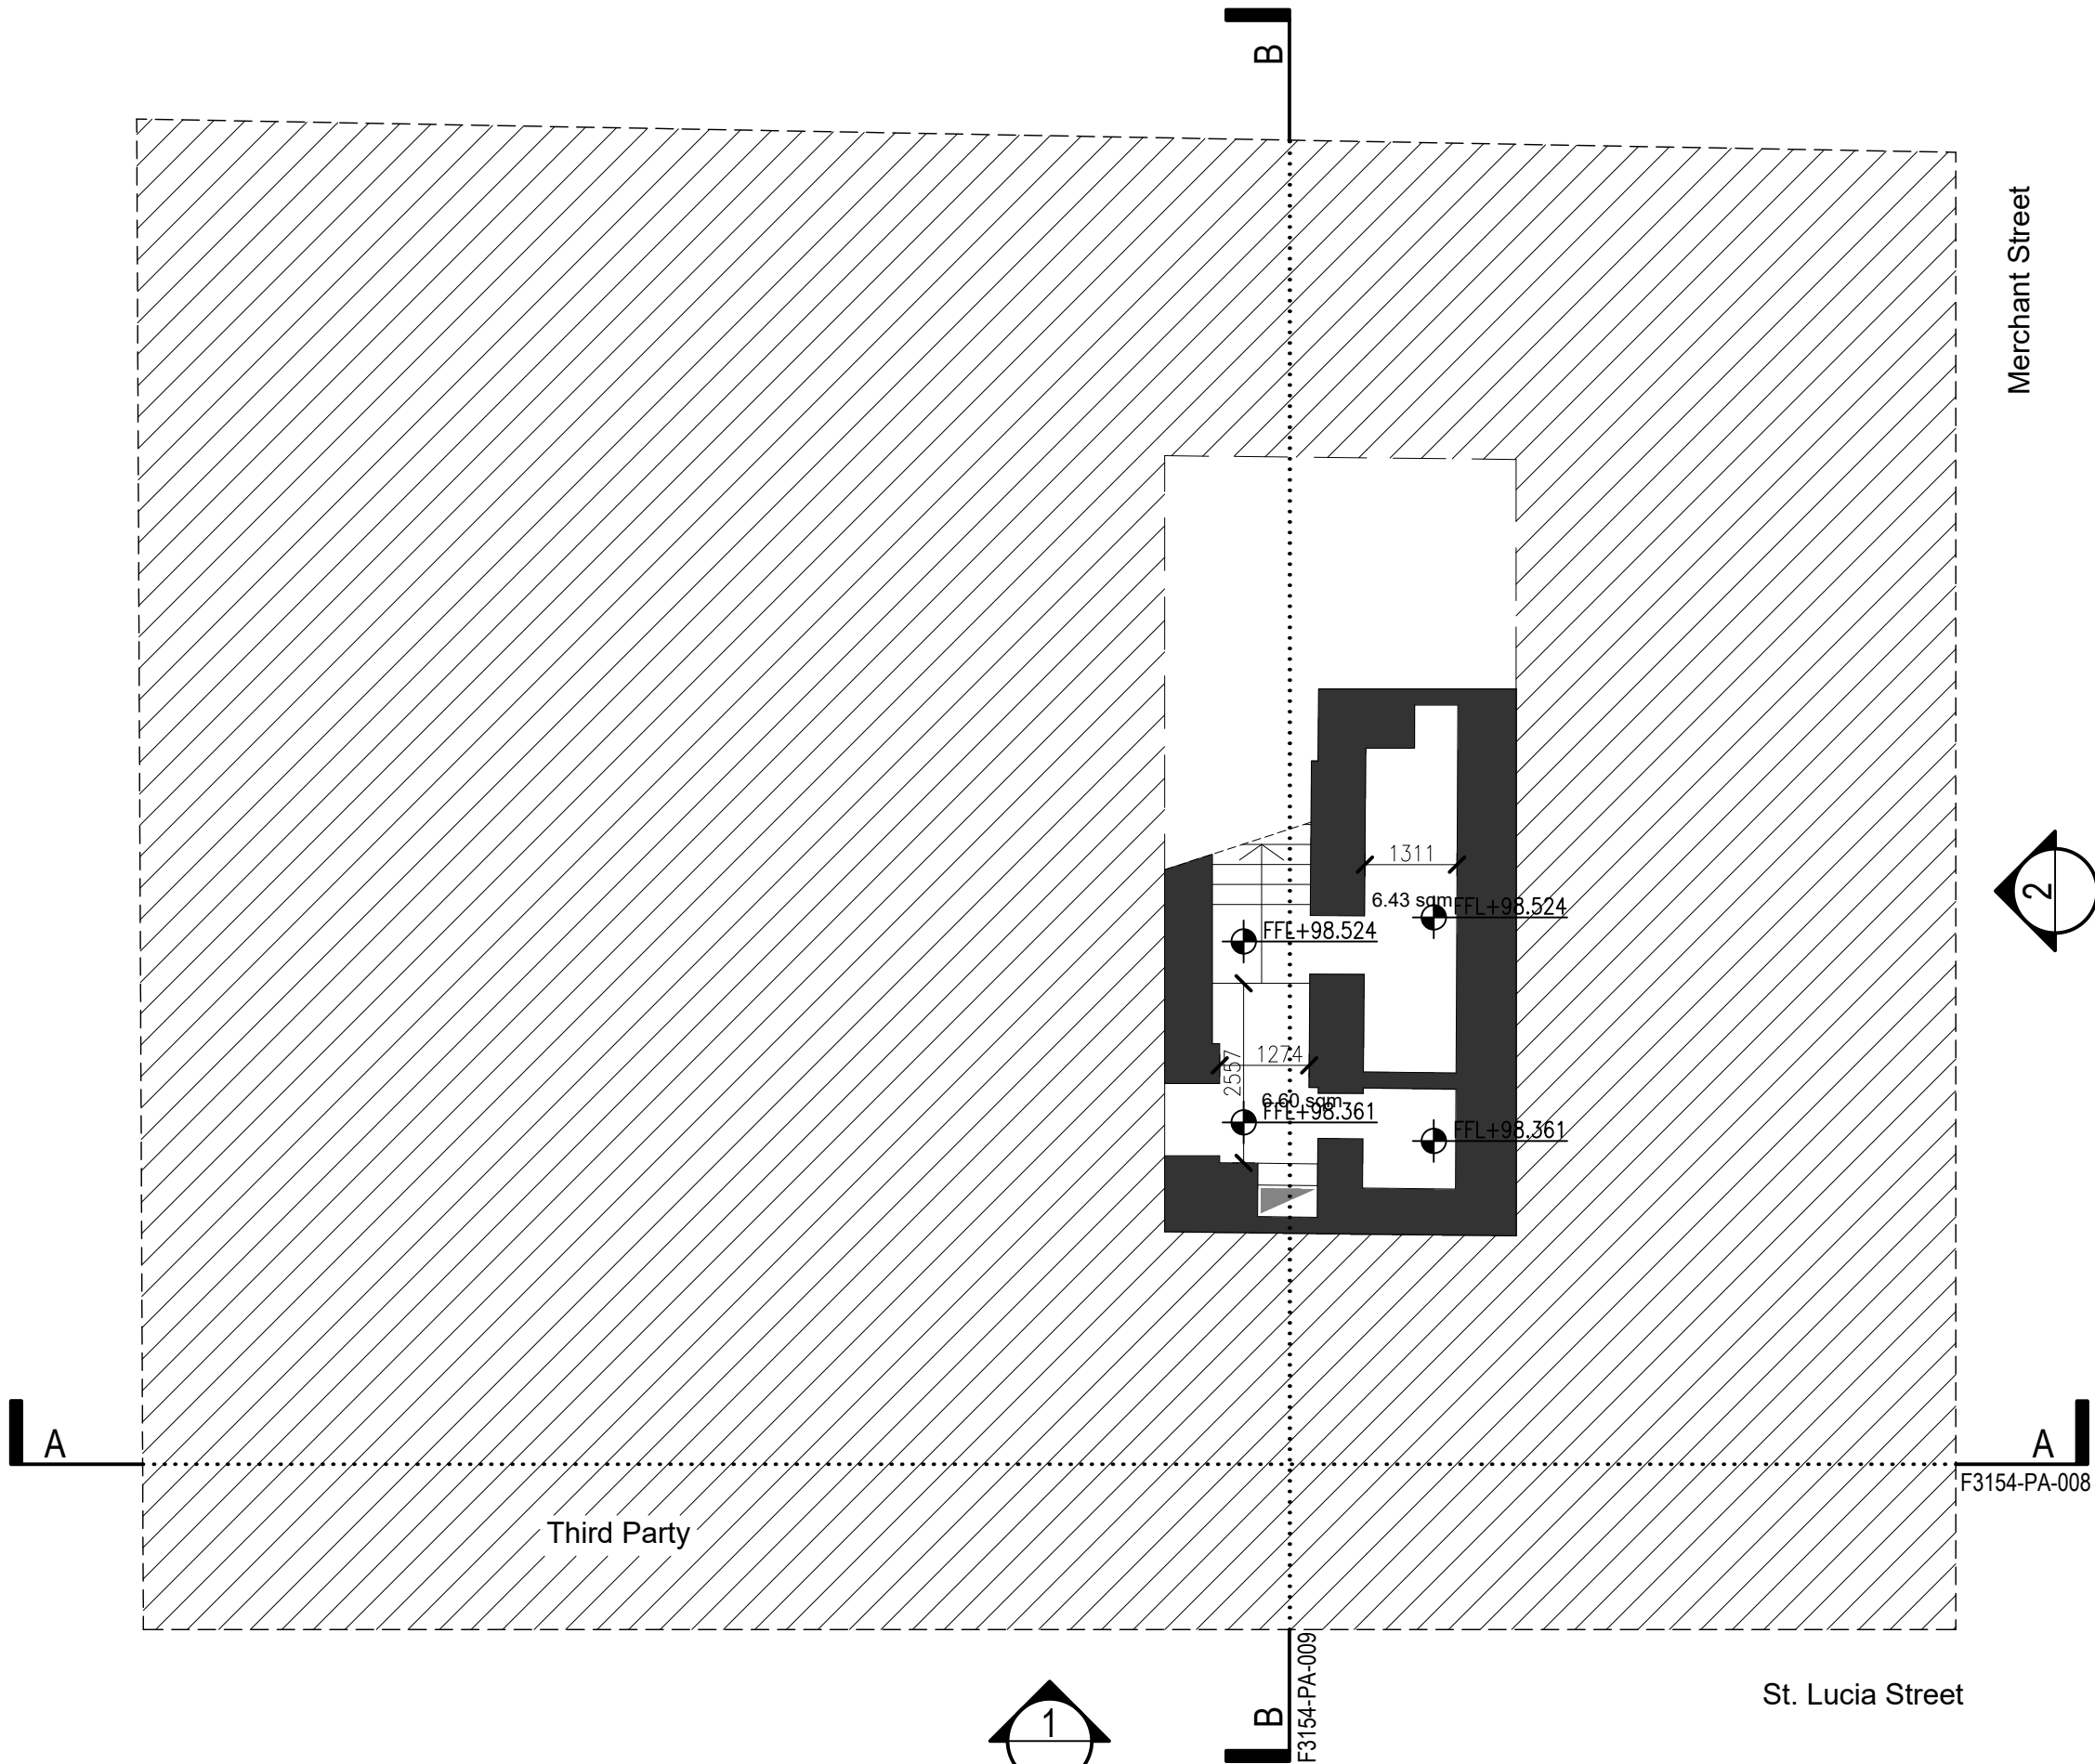 B
Merchant Street
1311
6.43 sqm
FFL+98.524
FFL+98.524
2
1274
2557
6.60 sqm
FFL+98.361
FFL+98.361
A
A
F3154-PA-008
Third Party
F3154-PA-009
B
1
St. Lucia Street